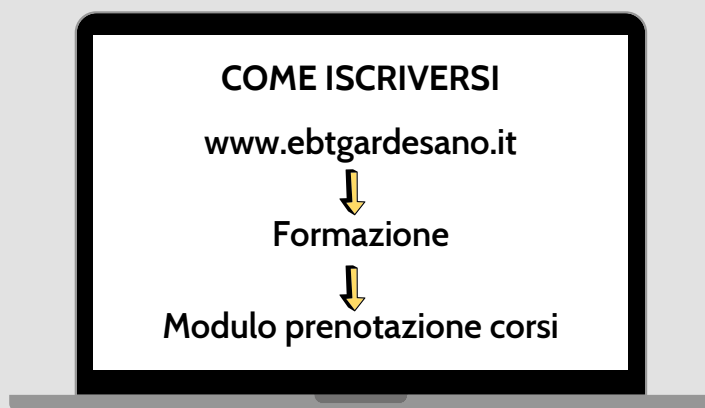 COME ISCRIVERSI
www.ebtgardesano.it
Formazione
Modulo prenotazione corsi